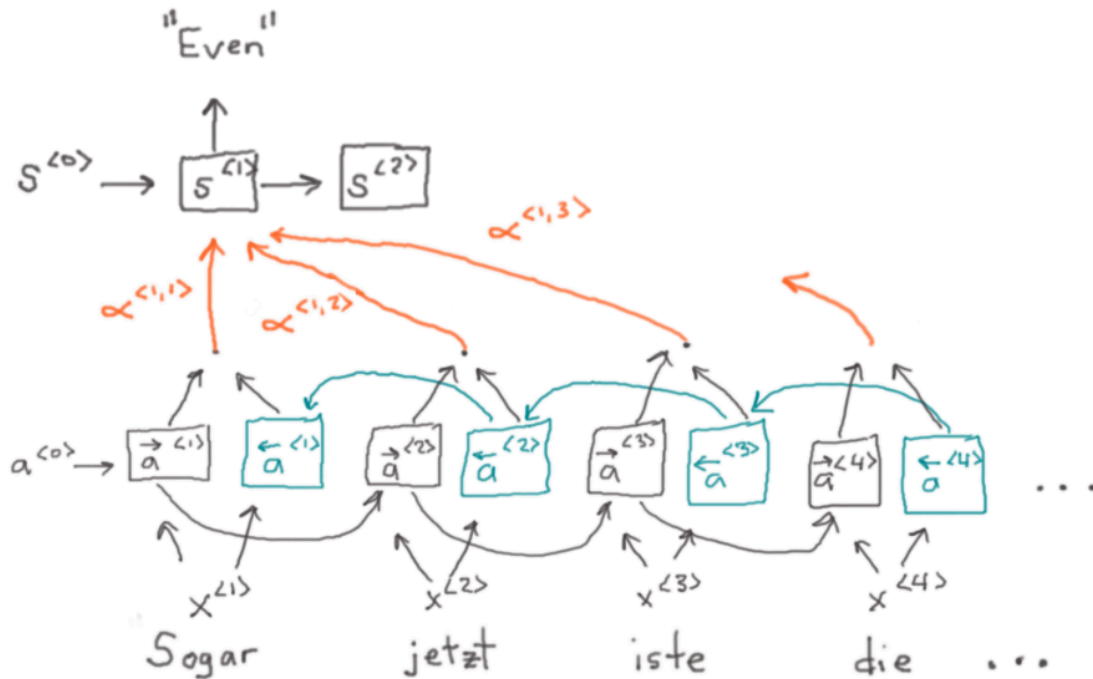 "Even"
S<0> S<1> S<2>
α<1,3>
α<1,1> α<1,2>
a<0> →a<1> ←a<1> →a<2> ←a<2> →a<3> ←a<3> →a<4> ←a<4> ...
x<1> x<2> x<3> x<4>
Sogar jetzt iste die ...